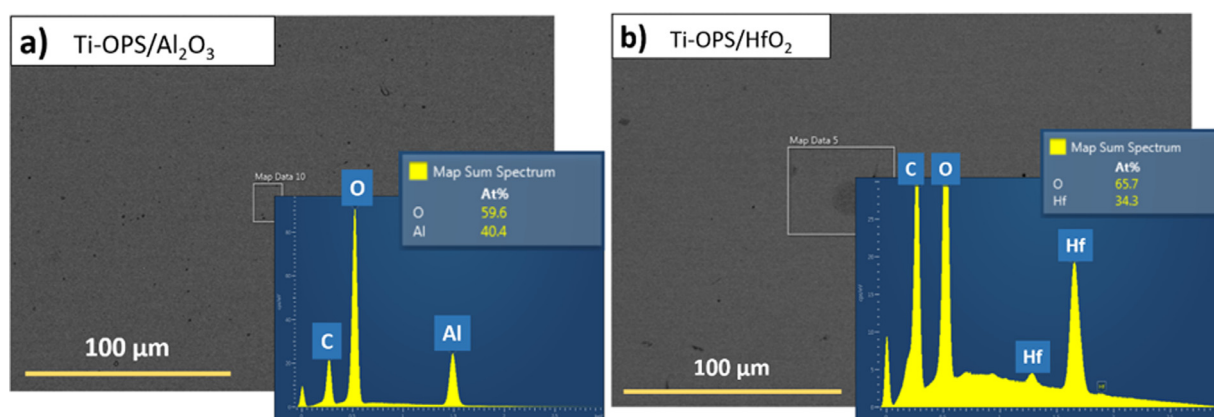 a) Ti-OPS/Al₂O₃
Map Data 10
Map Sum Spectrum
At%
O 59.6
Al 40.4
O
C
Al
100 µm
b) Ti-OPS/HfO₂
Map Data 5
Map Sum Spectrum
At%
O 65.7
Hf 34.3
C
O
Hf
Hf
Hf
100 µm